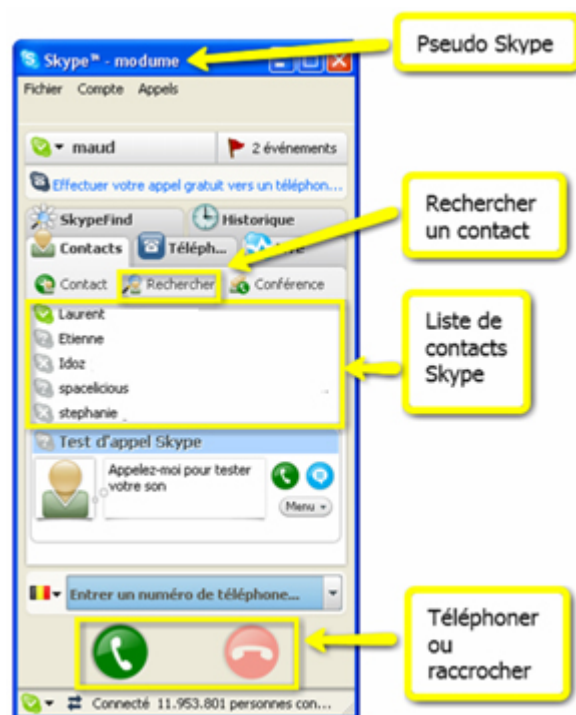 Pseudo Skype
Skype™ - modume
Fichier Compte Appels
maud
2 événements
Effectuer votre appel gratuit vers un téléphon...
SkypeFind
Historique
Contacts
Téléph...
Rechercher
un contact
Contact
Rechercher
Conférence
Laurent
Etienne
Idoz
spacelicious
stephanie
Liste de
contacts
Skype
Test d'appel Skype
Appelez-moi pour tester
votre son
Menu
Entrer un numéro de téléphone...
Téléphoner
ou
raccrocher
Connecté 11.953.801 personnes con...